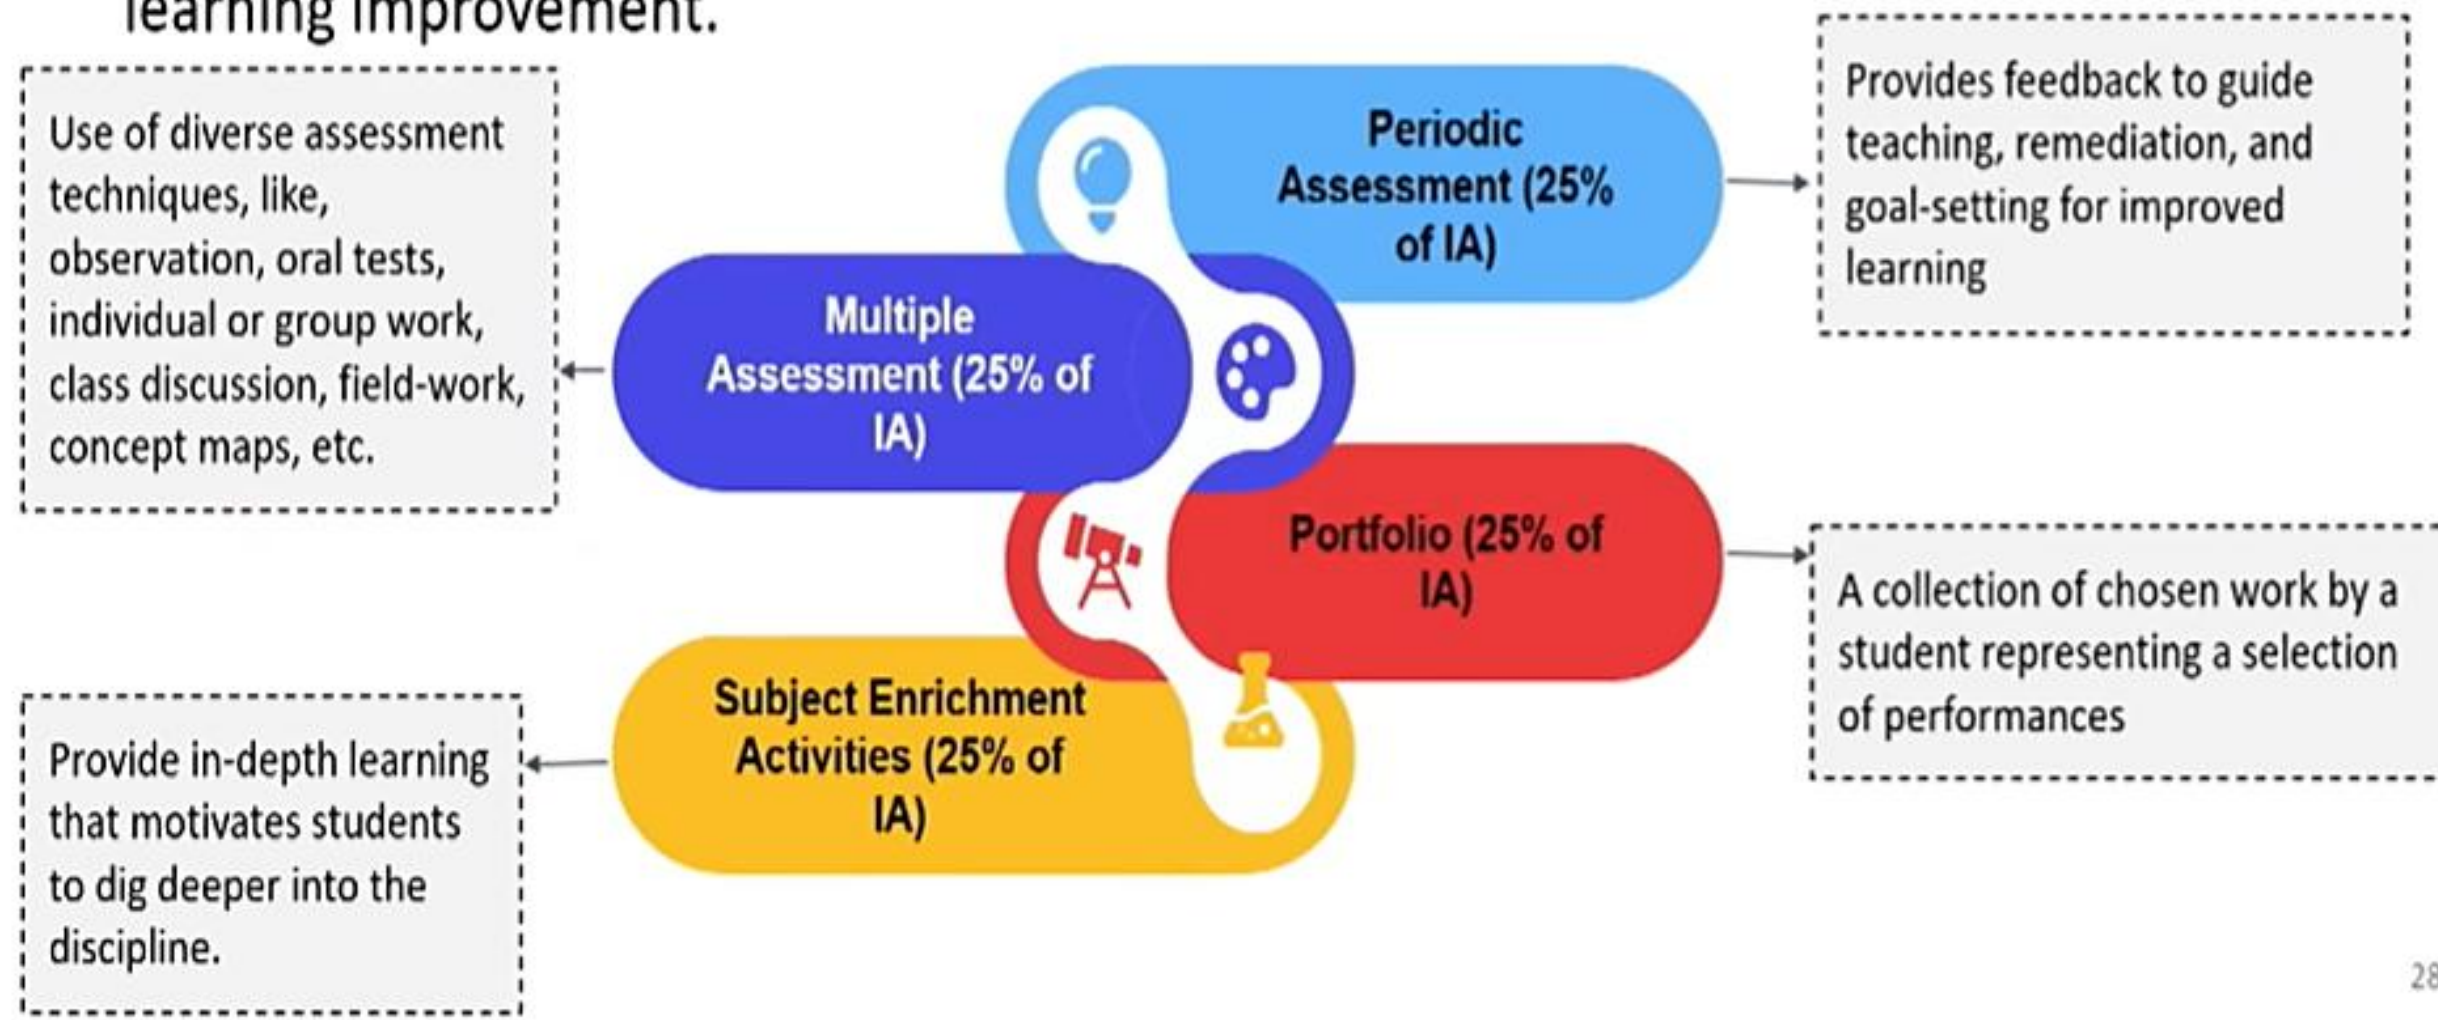 learning improvement.
Use of diverse assessment
techniques, like,
observation, oral tests,
individual or group work,
class discussion, field-work,
concept maps, etc.
Periodic
Assessment (25%
of IA)
Provides feedback to guide
teaching, remediation, and
goal-setting for improved
learning
Multiple
Assessment (25% of
IA)
Portfolio (25% of
IA)
A collection of chosen work by a
student representing a selection
of performances
Subject Enrichment
Activities (25% of
IA)
Provide in-depth learning
that motivates students
to dig deeper into the
discipline.
28